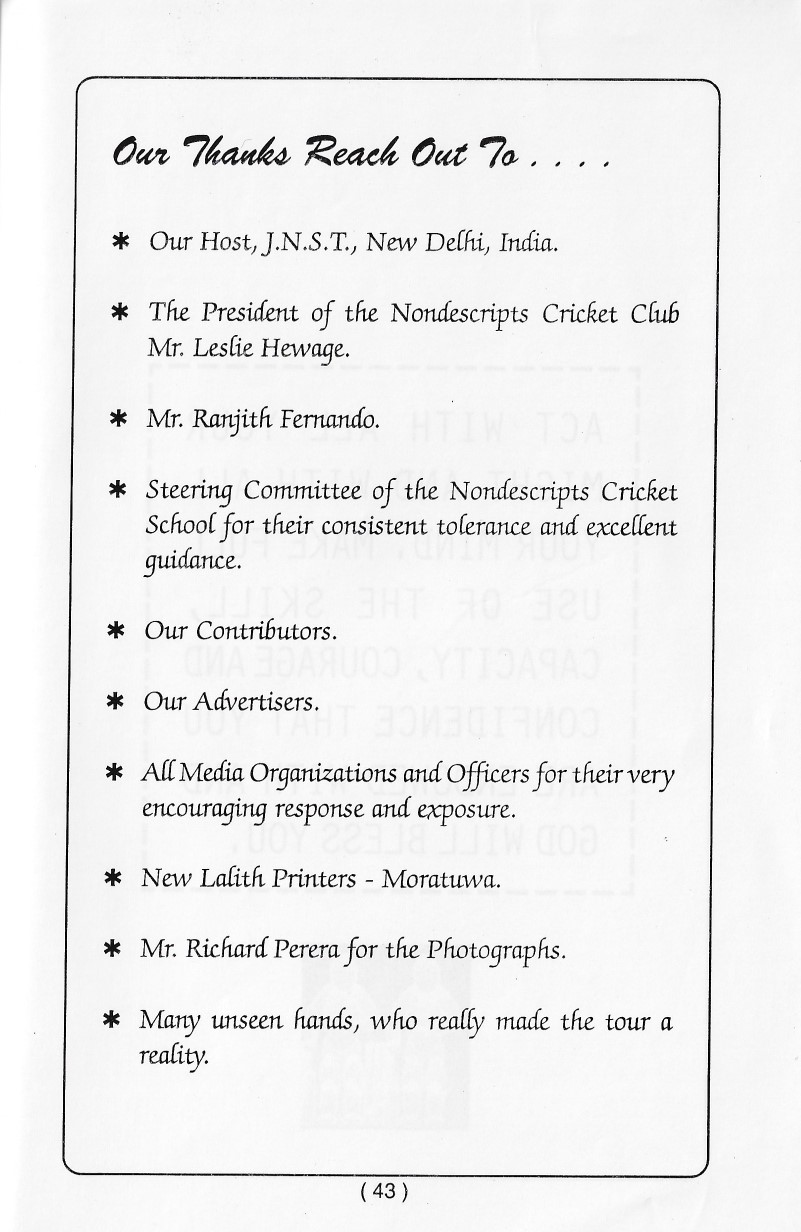 Our Thanks Reach Out To . . . .
* Our Host, J.N.S.T., New Delhi, India.
* The President of the Nondescripts Cricket Club
Mr. Leslie Hewage.
* Mr. Ranjith Fernando.
* Steering Committee of the Nondescripts Cricket
School for their consistent tolerance and excellent
guidance.
* Our Contributors.
* Our Advertisers.
* All Media Organizations and Officers for their very
encouraging response and exposure.
* New Lalith Printers - Moratuwa.
* Mr. Richard Perera for the Photographs.
* Many unseen hands, who really made the tour a
reality.
( 43 )